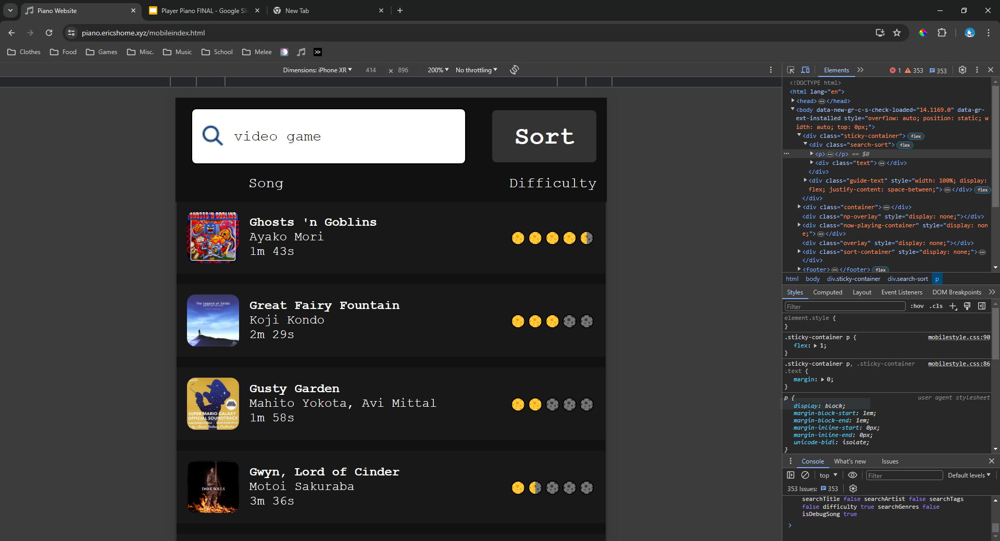 Piano Website
Player Piano FINAL - Google Sli
New Tab
piano.ericshome.xyz/mobileindex.html
Clothes
Food
Games
Misc.
Music
School
Melee
Dimensions: iPhone XR
414
×
896
200%
No throttling
Elements
1
353
353
video game
Sort
Song
Difficulty
GHOSTS 'N GOBLINS
Ghosts 'n Goblins
Ayako Mori
1m 43s
The Legend of Zelda
Great Fairy Fountain
Koji Kondo
2m 29s
SUPER MARIO GALAXY
OFFICIAL SOUNDTRACK
Gusty Garden
Mahito Yokota, Avi Mittal
1m 58s
DARK SOULS
Gwyn, Lord of Cinder
Motoi Sakuraba
3m 36s
<!DOCTYPE html>
<html lang="en">
<head> … </head>
<body data-new-gr-c-s-check-loaded="14.1169.0" data-gr-
ext-installed style="overflow: auto; position: static; w
idth: auto; top: 0px;">
<div class="sticky-container"> flex
<div class="search-sort"> flex
… <p> … </p> == $0
<div class="text"> … </div>
</div>
<div class="guide-text" style="width: 100%; display:
flex; justify-content: space-between;"> … </div> flex
</div>
<div class="container"> … </div>
<div class="np-overlay" style="display: none;"></div>
<div class="now-playing-container" style="display: non
e;"> … </div>
<div class="overlay" style="display: none;"></div>
<div class="sort-container" style="display: none;"> …
</div>
<footer> … </footer> flex
html
body
div.sticky-container
div.search-sort
p
Styles
Computed
Layout
Event Listeners
DOM Breakpoints
Filter
:hov
.cls
element.style {
}
.sticky-container p {
mobilestyle.css:90
flex: 1;
}
.sticky-container p, .sticky-container
mobilestyle.css:86
.text {
margin: 0;
}
p {
user agent stylesheet
display: block;
margin-block-start: 1em;
margin-block-end: 1em;
margin-inline-start: 0px;
margin-inline-end: 0px;
unicode-bidi: isolate;
}
Console
What's new
Issues
top
Filter
Default levels
353 Issues:
353
searchTitle false searchArtist false searchTags
false difficulty true searchGenres false
isDebugSong true